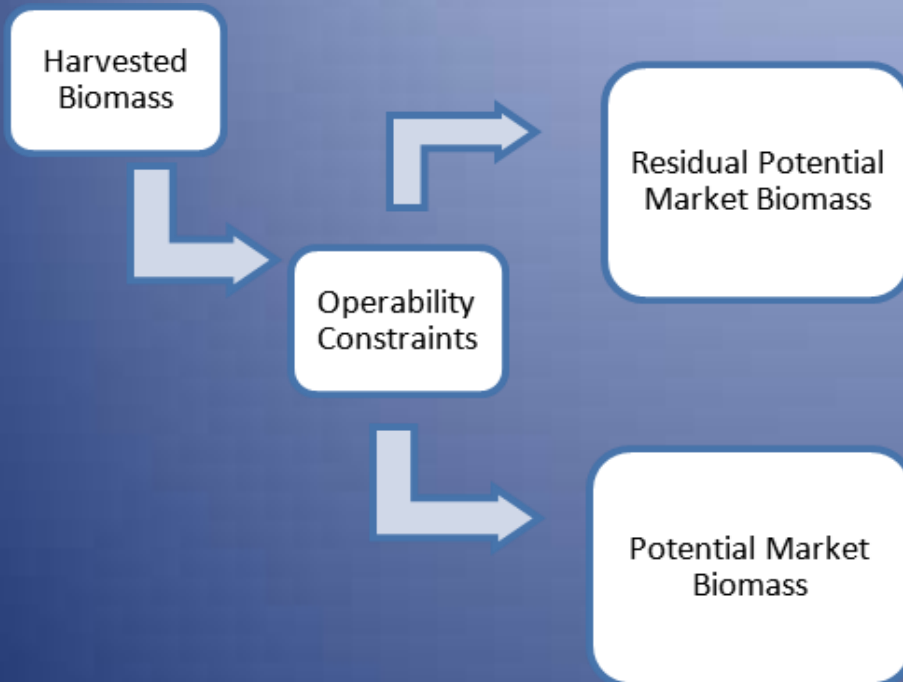 Harvested
Biomass
Residual Potential
Market Biomass
Operability
Constraints
Potential Market
Biomass